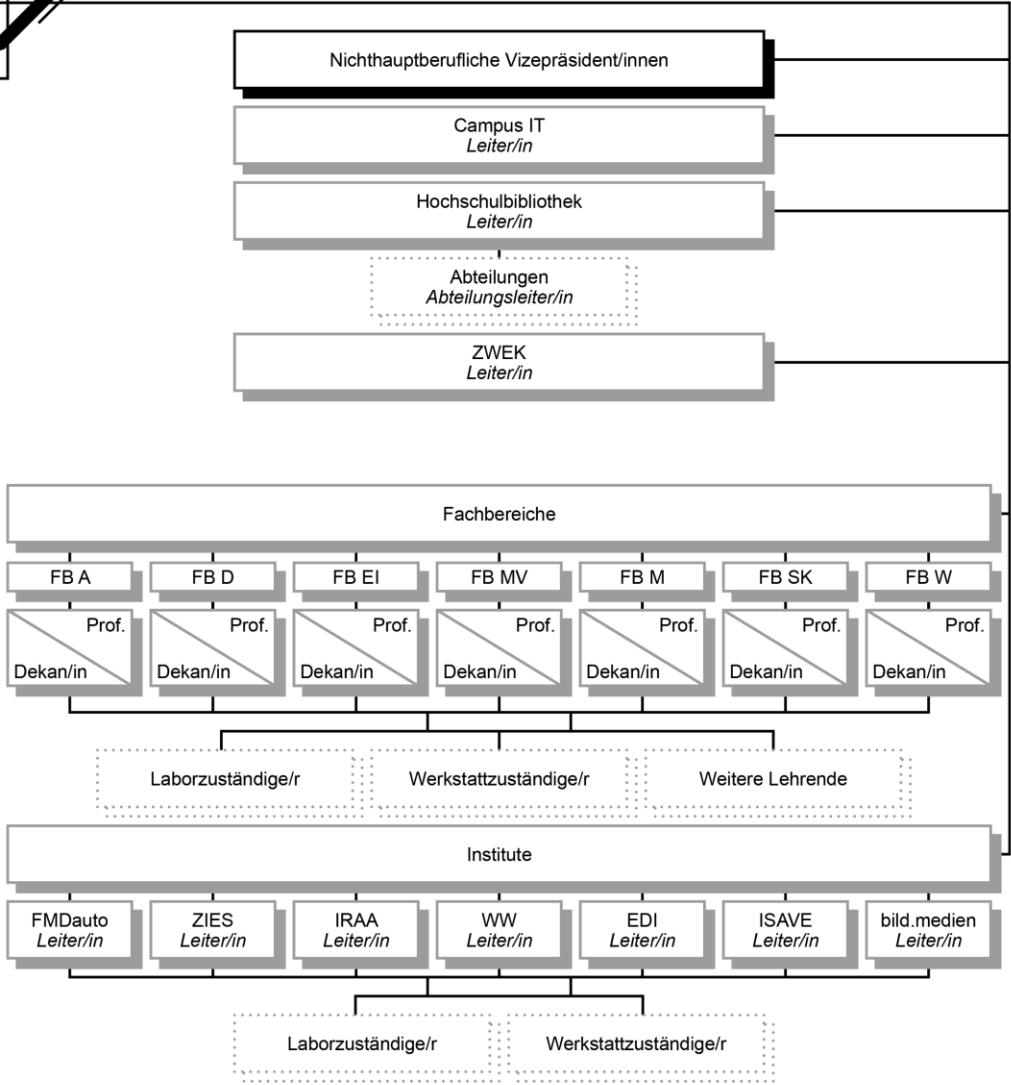 Nichthauptberufliche Vizepräsident/innen
Campus IT
Leiter/in
Hochschulbibliothek
Leiter/in
Abteilungen
Abteilungsleiter/in
ZWEK
Leiter/in
Fachbereiche
FB A FB D FB EI FB MV FB M FB SK FB W
Prof. Prof. Prof. Prof. Prof. Prof. Prof.
Dekan/in Dekan/in Dekan/in Dekan/in Dekan/in Dekan/in Dekan/in
Laborzuständige/r Werkstattzuständige/r Weitere Lehrende
Institute
FMDauto ZIES IRAA WW EDI ISAVE bild.medien
Leiter/in Leiter/in Leiter/in Leiter/in Leiter/in Leiter/in Leiter/in
Laborzuständige/r Werkstattzuständige/r